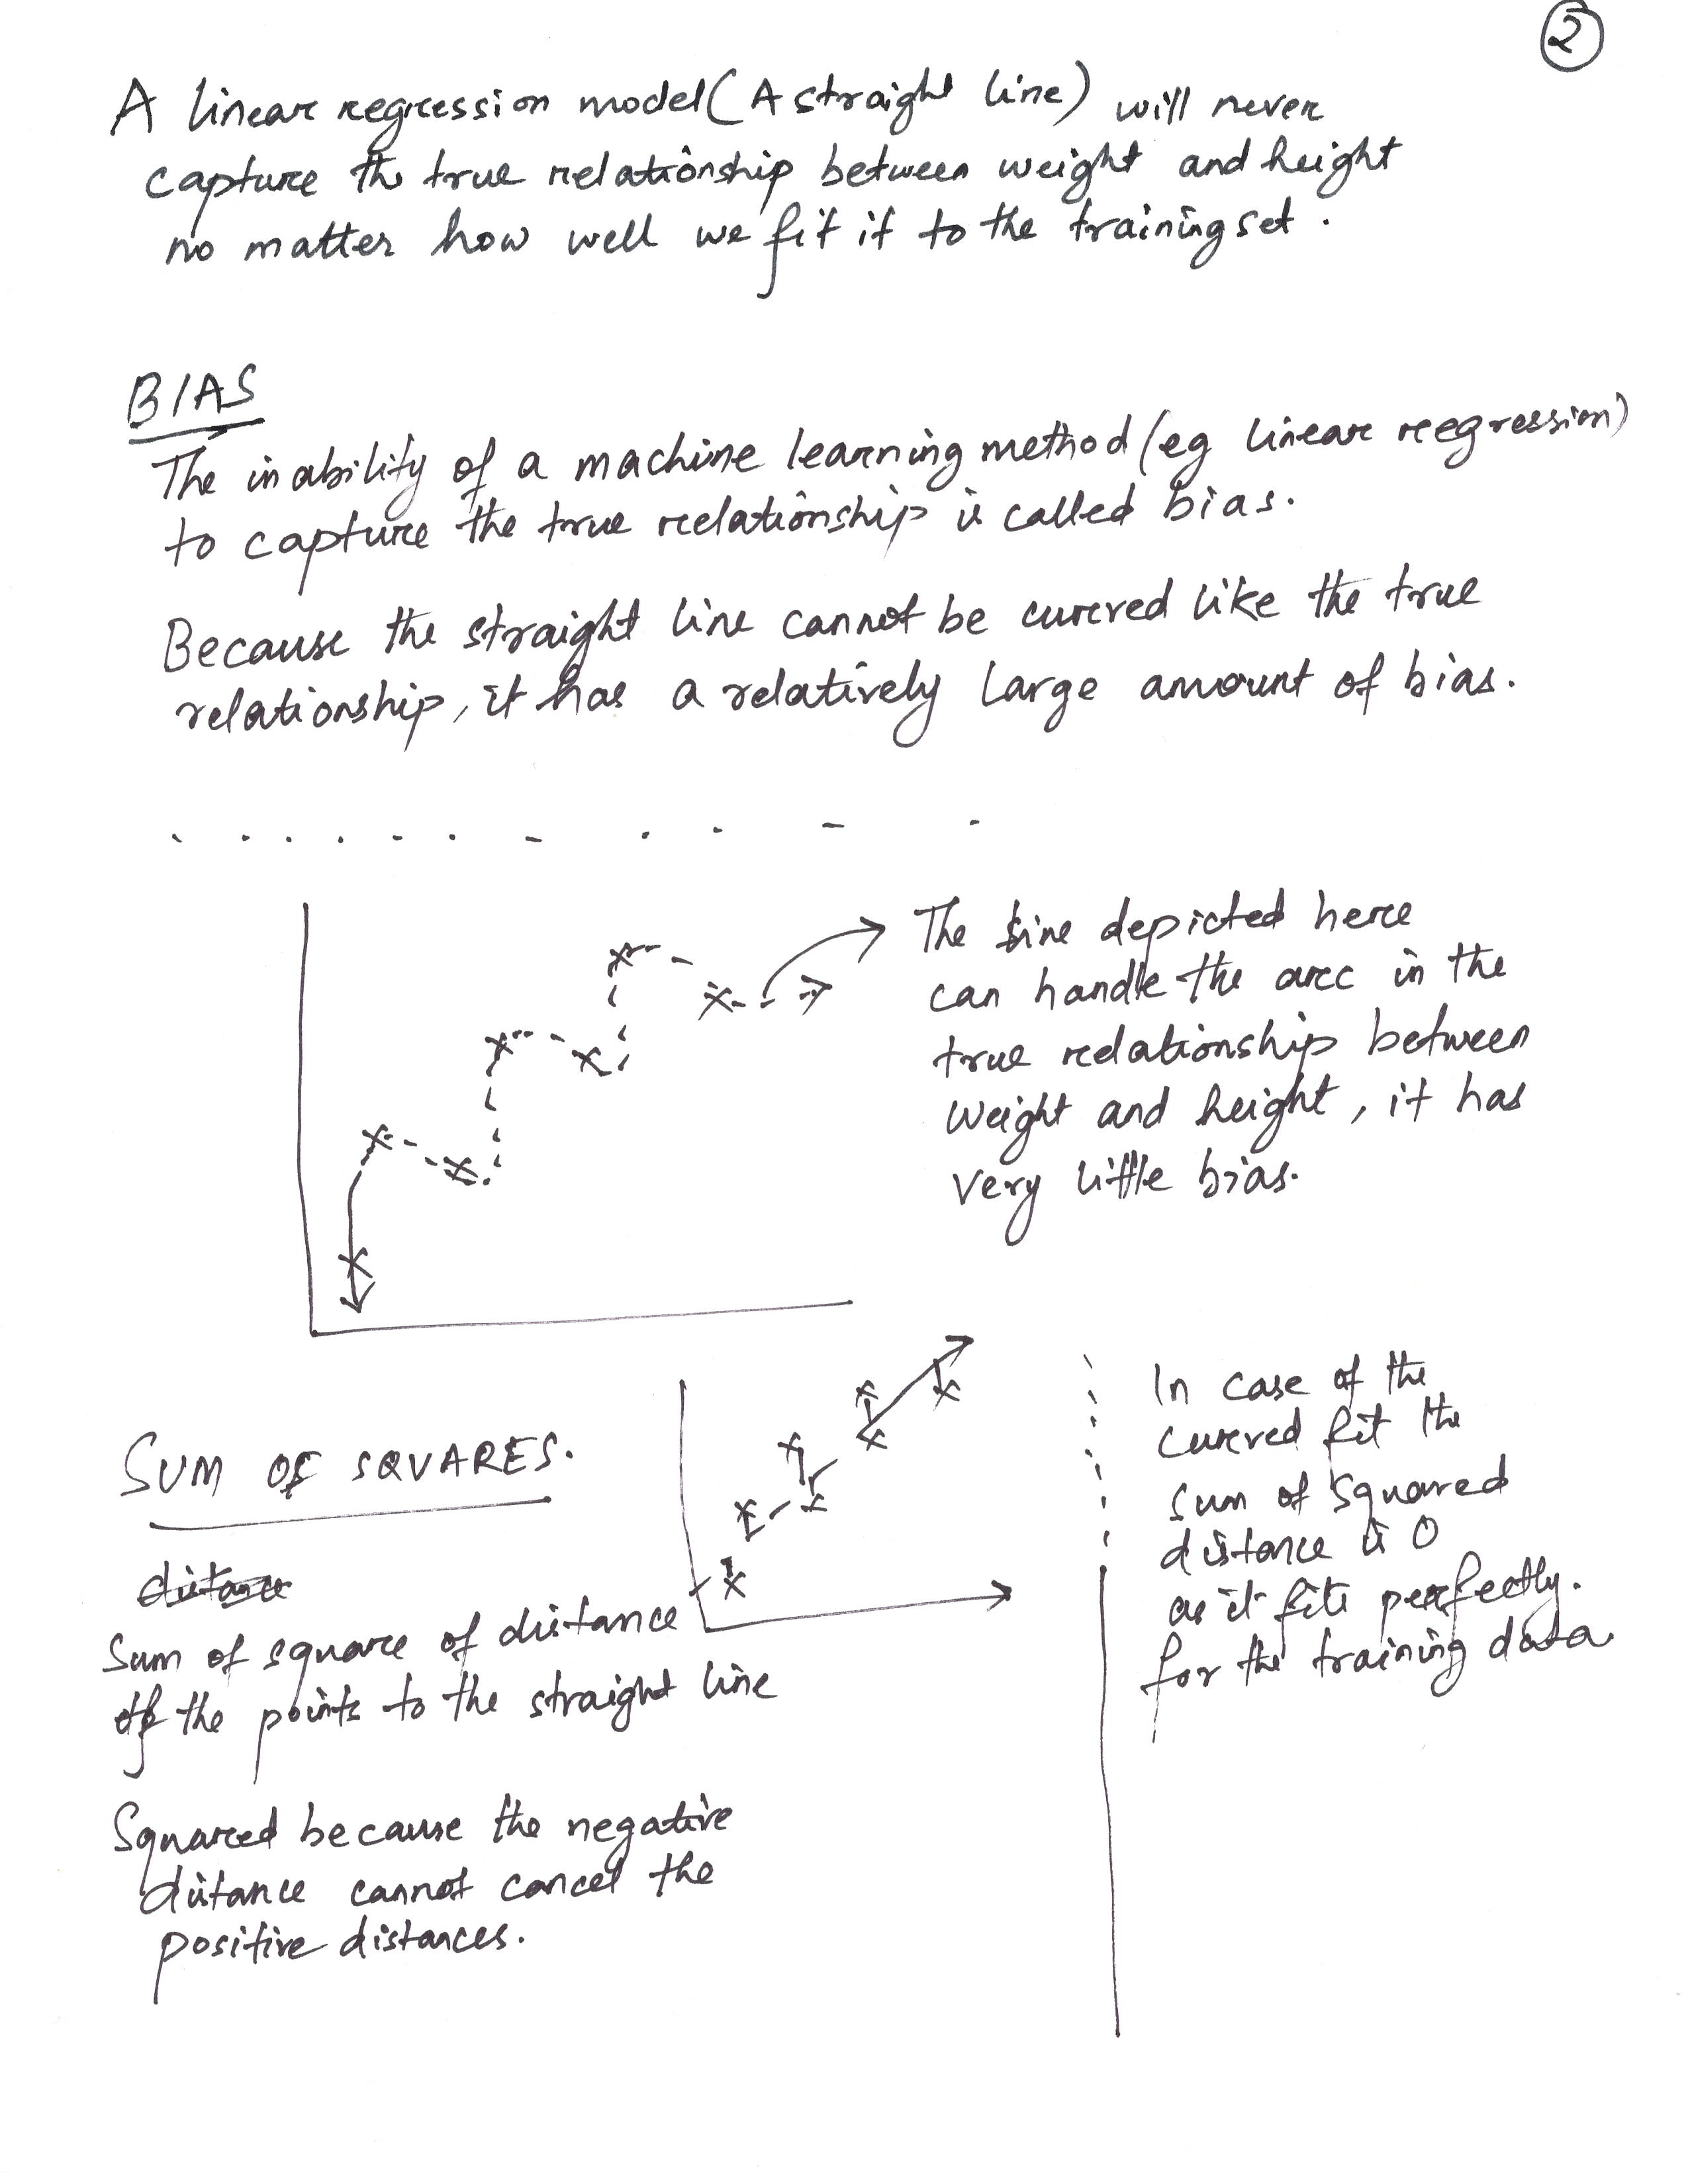 2
A linear regression model (A straight line) will never
capture the true relationship between weight and height
no matter how well we fit it to the training set.
BIAS
The inability of a machine learning method (eg linear reegression)
to capture the true relationship is called bias.
Because the straight line cannot be curved like the true
relationship, it has a relatively large amount of bias.
The line depicted here
can handle the arc in the
true relationship between
weight and height, it has
very little bias.
SUM OF SQUARES.
distance
Sum of square of distance
of the points to the straight line
Squared because the negative
distance cannot cancel the
positive distances.
In case of the
curved fit the
sum of squared
distance is 0
as it fits perfectly.
for the training data